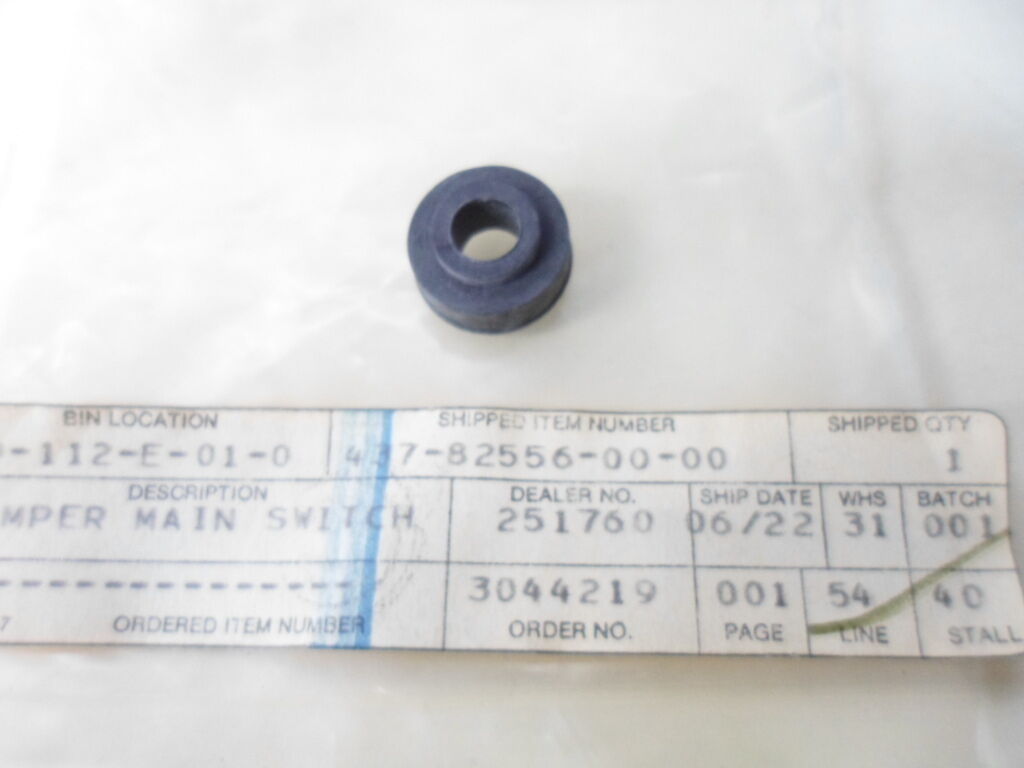 BIN LOCATION SHIPPED ITEM NUMBER SHIPPED QTY
-112-E-01-0 437-82556-00-00 1
DESCRIPTION DEALER NO. SHIP DATE WHS BATCH
MPER MAIN SWITCH 251760 06/22 31 001
--------------- 3044219 001 54 40
7 ORDERED ITEM NUMBER ORDER NO. PAGE LINE STALL